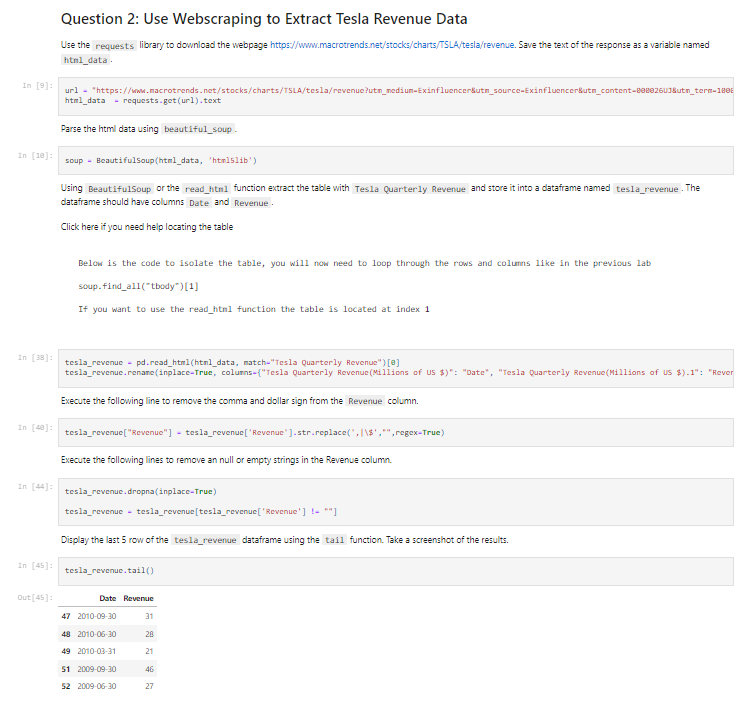 Question 2: Use Webscraping to Extract Tesla Revenue Data
Use the requests library to download the webpage https://www.macrotrends.net/stocks/charts/TSLA/tesla/revenue. Save the text of the response as a variable named
html_data .
In [9]:
url = "https://www.macrotrends.net/stocks/charts/TSLA/tesla/revenue?utm_medium=Exinfluencer&utm_source=Exinfluencer&utm_content=000026UJ&utm_term=1000
html_data = requests.get(url).text
Parse the html data using beautiful_soup .
In [10]:
soup = BeautifulSoup(html_data, 'html5lib')
Using BeautifulSoup or the read_html function extract the table with Tesla Quarterly Revenue and store it into a dataframe named tesla_revenue . The
dataframe should have columns Date and Revenue .
Click here if you need help locating the table
Below is the code to isolate the table, you will now need to loop through the rows and columns like in the previous lab
soup.find_all("tbody")[1]
If you want to use the read_html function the table is located at index 1
In [38]:
tesla_revenue = pd.read_html(html_data, match="Tesla Quarterly Revenue")[0]
tesla_revenue.rename(inplace=True, columns={"Tesla Quarterly Revenue(Millions of US $)": "Date", "Tesla Quarterly Revenue(Millions of US $).1": "Rever
Execute the following line to remove the comma and dollar sign from the Revenue column.
In [40]:
tesla_revenue["Revenue"] = tesla_revenue['Revenue'].str.replace(',|\$',"",regex=True)
Execute the following lines to remove an null or empty strings in the Revenue column.
In [44]:
tesla_revenue.dropna(inplace=True)
tesla_revenue = tesla_revenue[tesla_revenue['Revenue'] != ""]
Display the last 5 row of the tesla_revenue dataframe using the tail function. Take a screenshot of the results.
In [45]:
tesla_revenue.tail()
Out[45]:
Date Revenue
47 2010-09-30 31
48 2010-06-30 28
49 2010-03-31 21
51 2009-09-30 46
52 2009-06-30 27